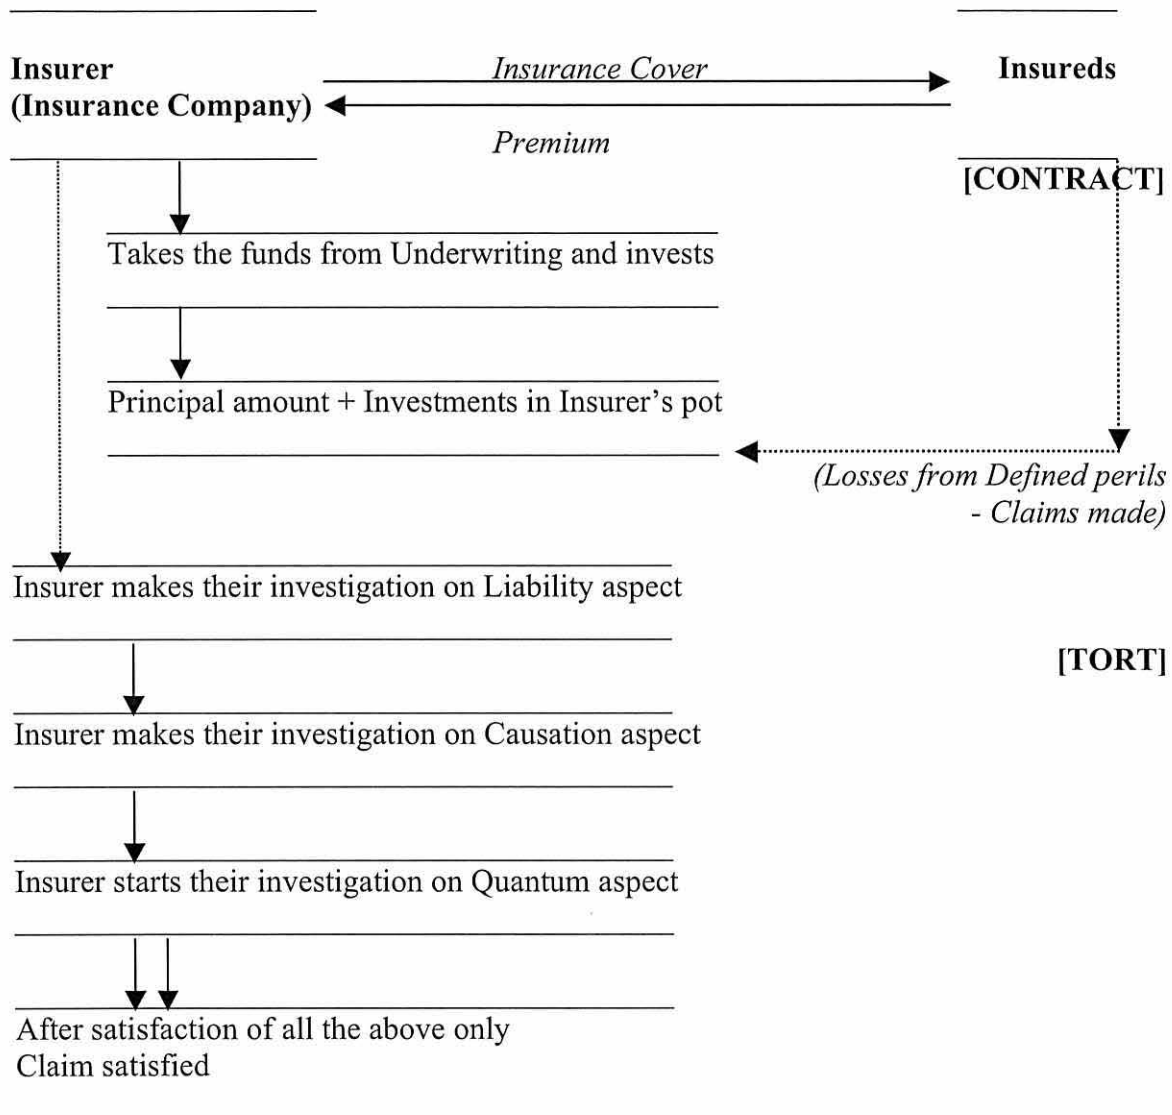 Insurer
(Insurance Company)
Insurance Cover
Premium
Insureds
[CONTRACT]
Takes the funds from Underwriting and invests
Principal amount + Investments in Insurer's pot
(Losses from Defined perils
- Claims made)
Insurer makes their investigation on Liability aspect
[TORT]
Insurer makes their investigation on Causation aspect
Insurer starts their investigation on Quantum aspect
After satisfaction of all the above only
Claim satisfied